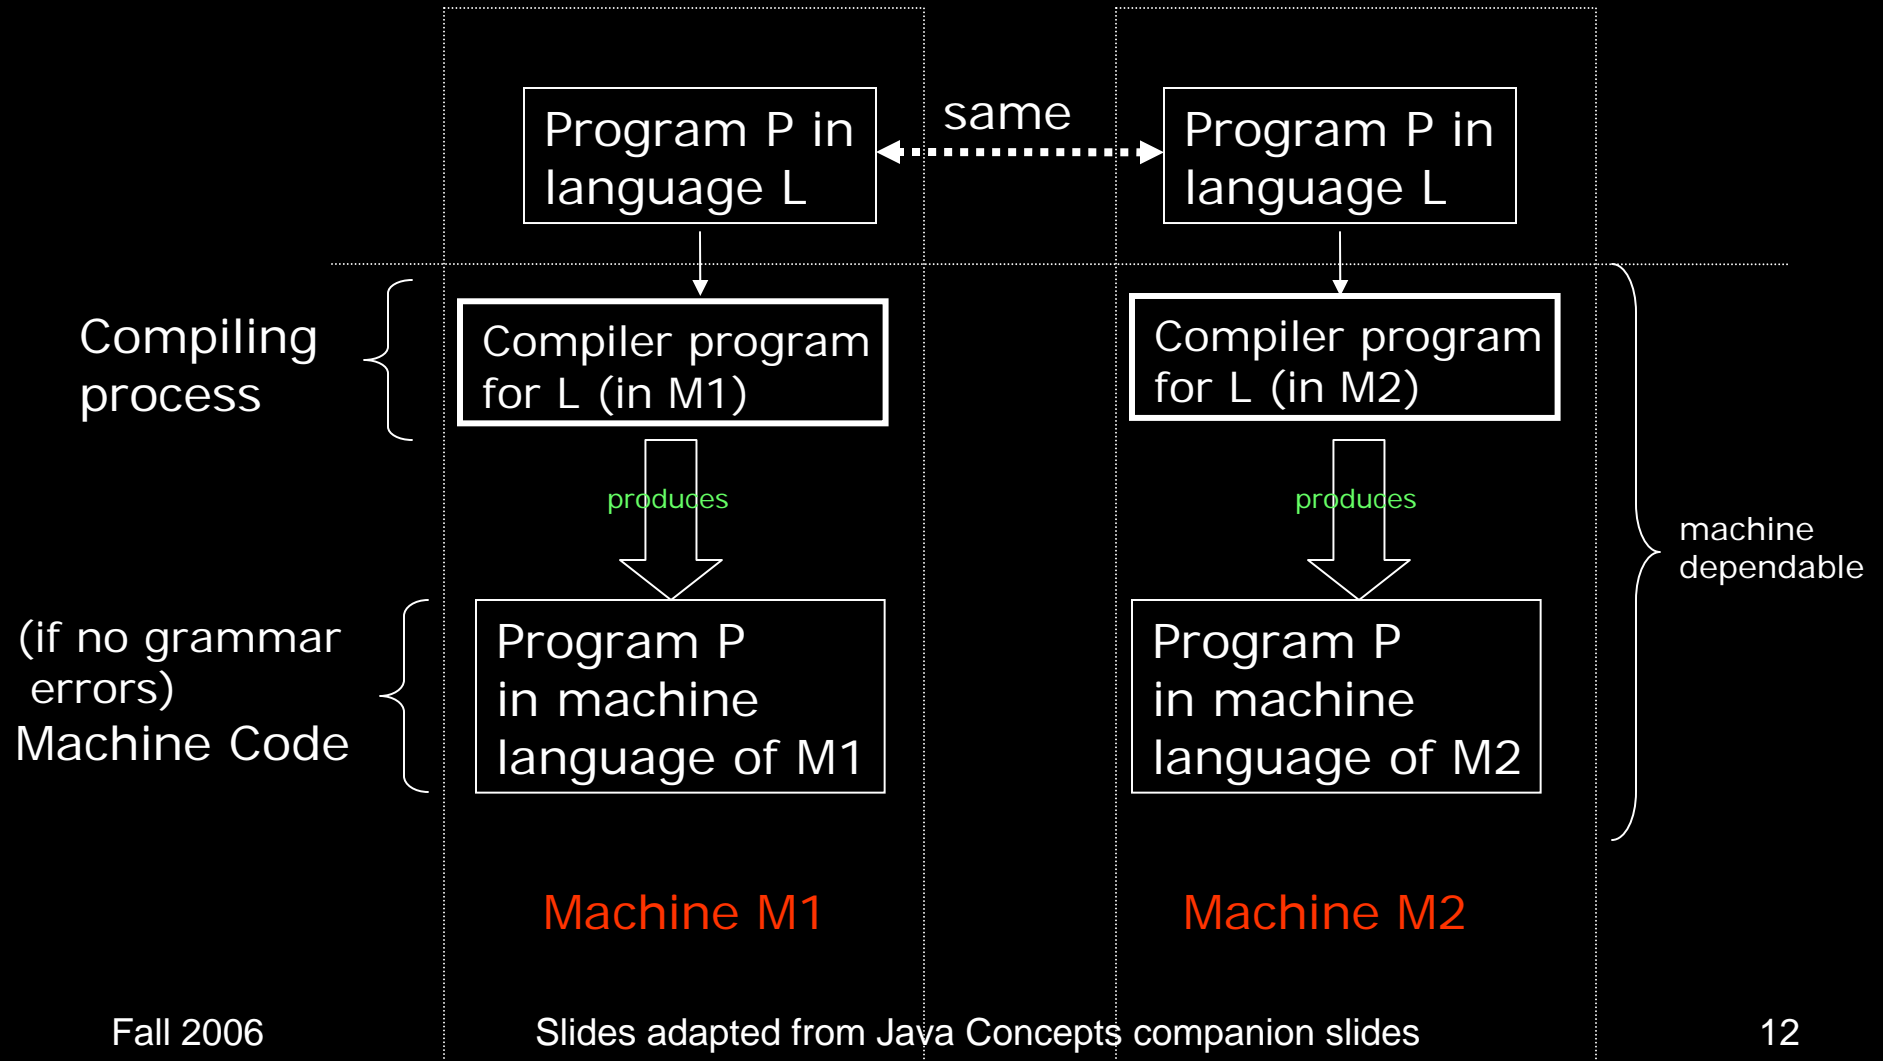 Program P in
language L
same
Program P in
language L
Compiling
process
Compiler program
for L (in M1)
Compiler program
for L (in M2)
produces
produces
machine
dependable
(if no grammar
errors)
Machine Code
Program P
in machine
language of M1
Program P
in machine
language of M2
Machine M1
Machine M2
Fall 2006
Slides adapted from Java Concepts companion slides
12